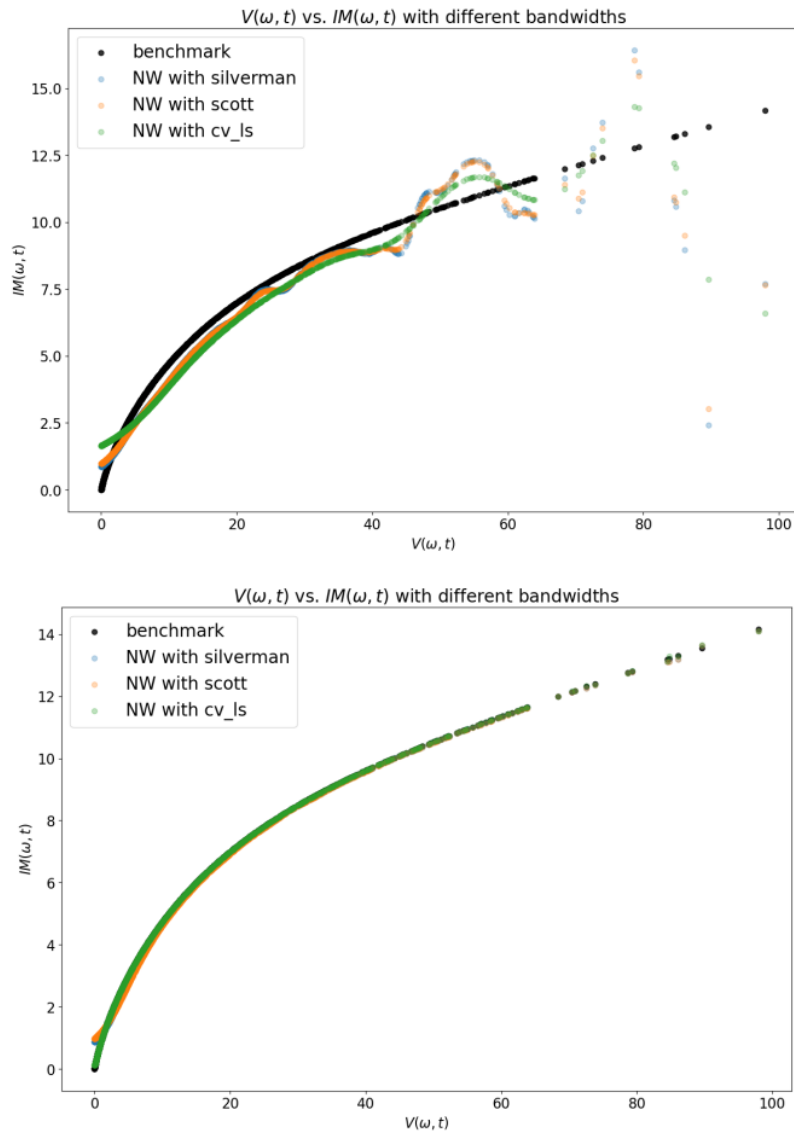 V(ω, t) vs. IM(ω, t) with different bandwidths
benchmark
NW with silverman
NW with scott
NW with cv_ls
15.0
12.5
10.0
7.5
5.0
2.5
0.0
IM(ω, t)
0 20 40 60 80 100
V(ω, t)
V(ω, t) vs. IM(ω, t) with different bandwidths
benchmark
NW with silverman
NW with scott
NW with cv_ls
14
12
10
8
6
4
2
0
IM(ω, t)
0 20 40 60 80 100
V(ω, t)